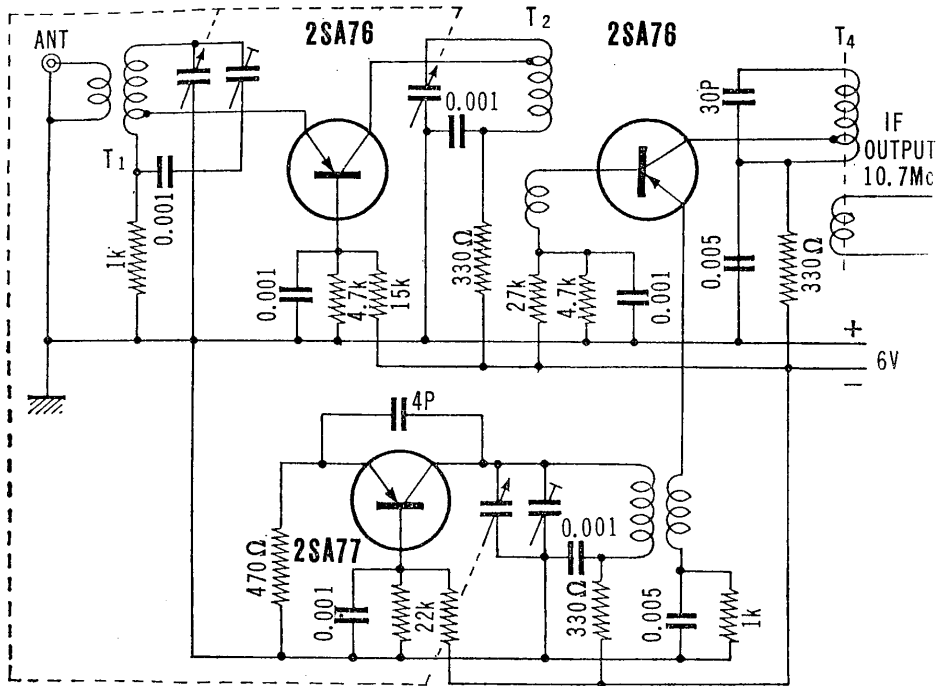 ANT
2SA76
T2
2SA76
T4
T1
0.001
1k
0.001
0.001
4.7k
15k
330Ω
27k
4.7k
0.001
30P
0.005
330Ω
IF
OUTPUT
10.7Mc
+
6V
−
4P
2SA77
470Ω
0.001
22k
0.001
330Ω
0.005
1k